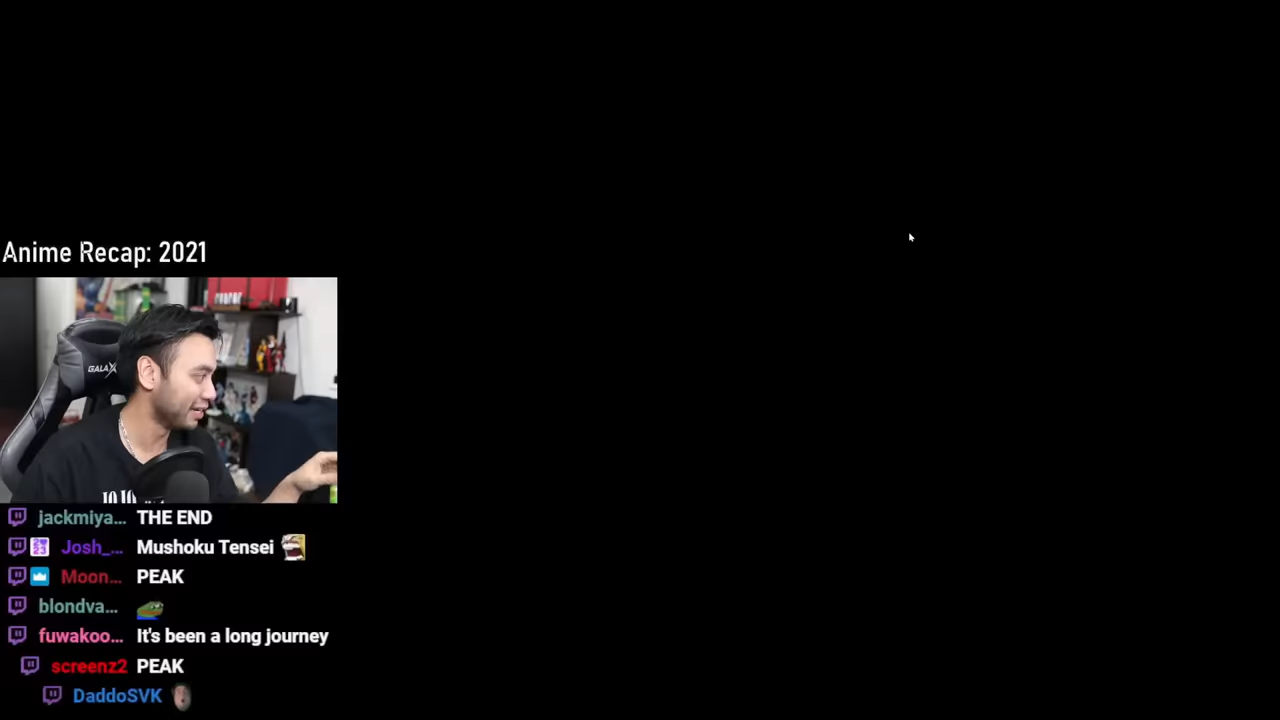 Anime Recap: 2021
GALAX
jackmiya... THE END
Josh_... Mushoku Tensei
Moon... PEAK
blondva...
fuwakoo... It's been a long journey
screenz2 PEAK
DaddoSVK